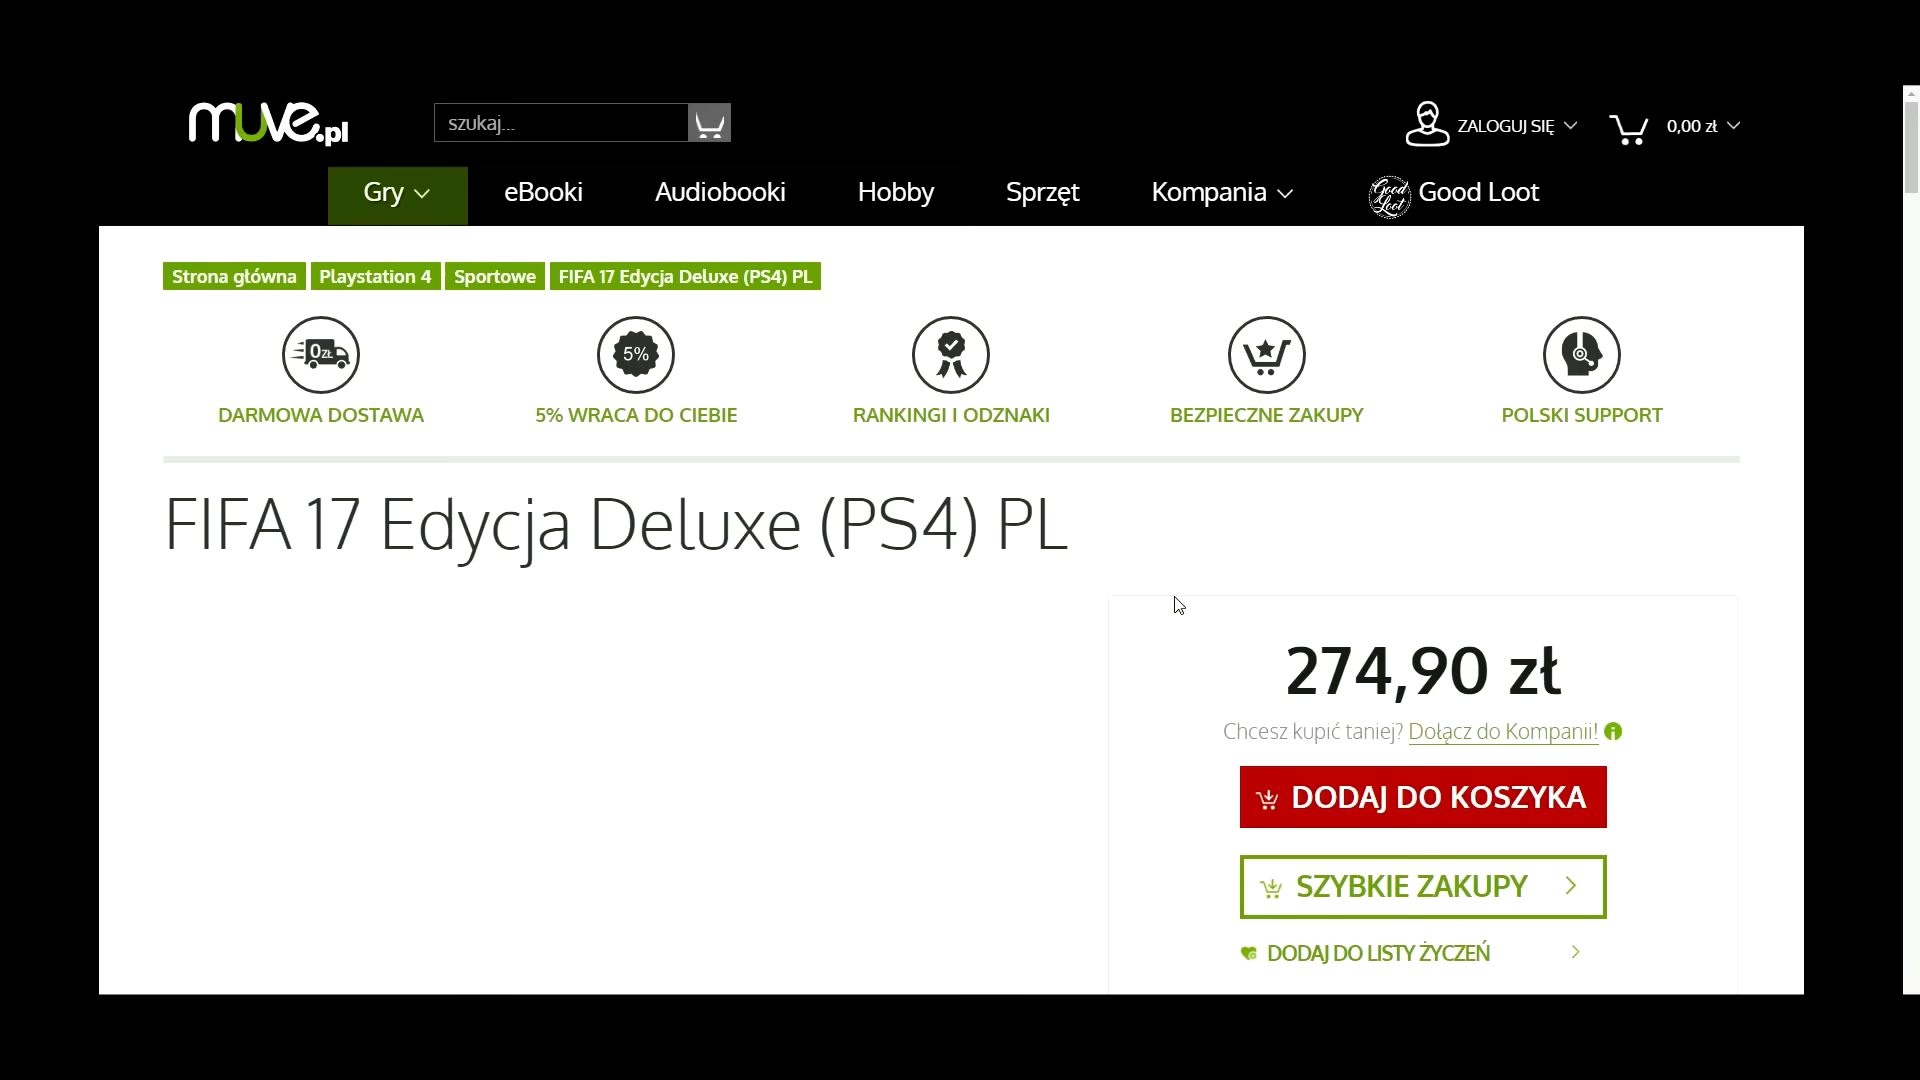 muve.pl
szukaj...
ZALOGUJ SIĘ
0,00 zł
Gry
eBooki
Audiobooki
Hobby
Sprzęt
Kompania
Good Loot
Good Loot
Strona główna
Playstation 4
Sportowe
FIFA 17 Edycja Deluxe (PS4) PL
0ZŁ
5%
DARMOWA DOSTAWA
5% WRACA DO CIEBIE
RANKINGI I ODZNAKI
BEZPIECZNE ZAKUPY
POLSKI SUPPORT
FIFA 17 Edycja Deluxe (PS4) PL
274,90 zł
Chcesz kupić taniej? Dołącz do Kompanii!
DODAJ DO KOSZYKA
SZYBKIE ZAKUPY
DODAJ DO LISTY ŻYCZEŃ